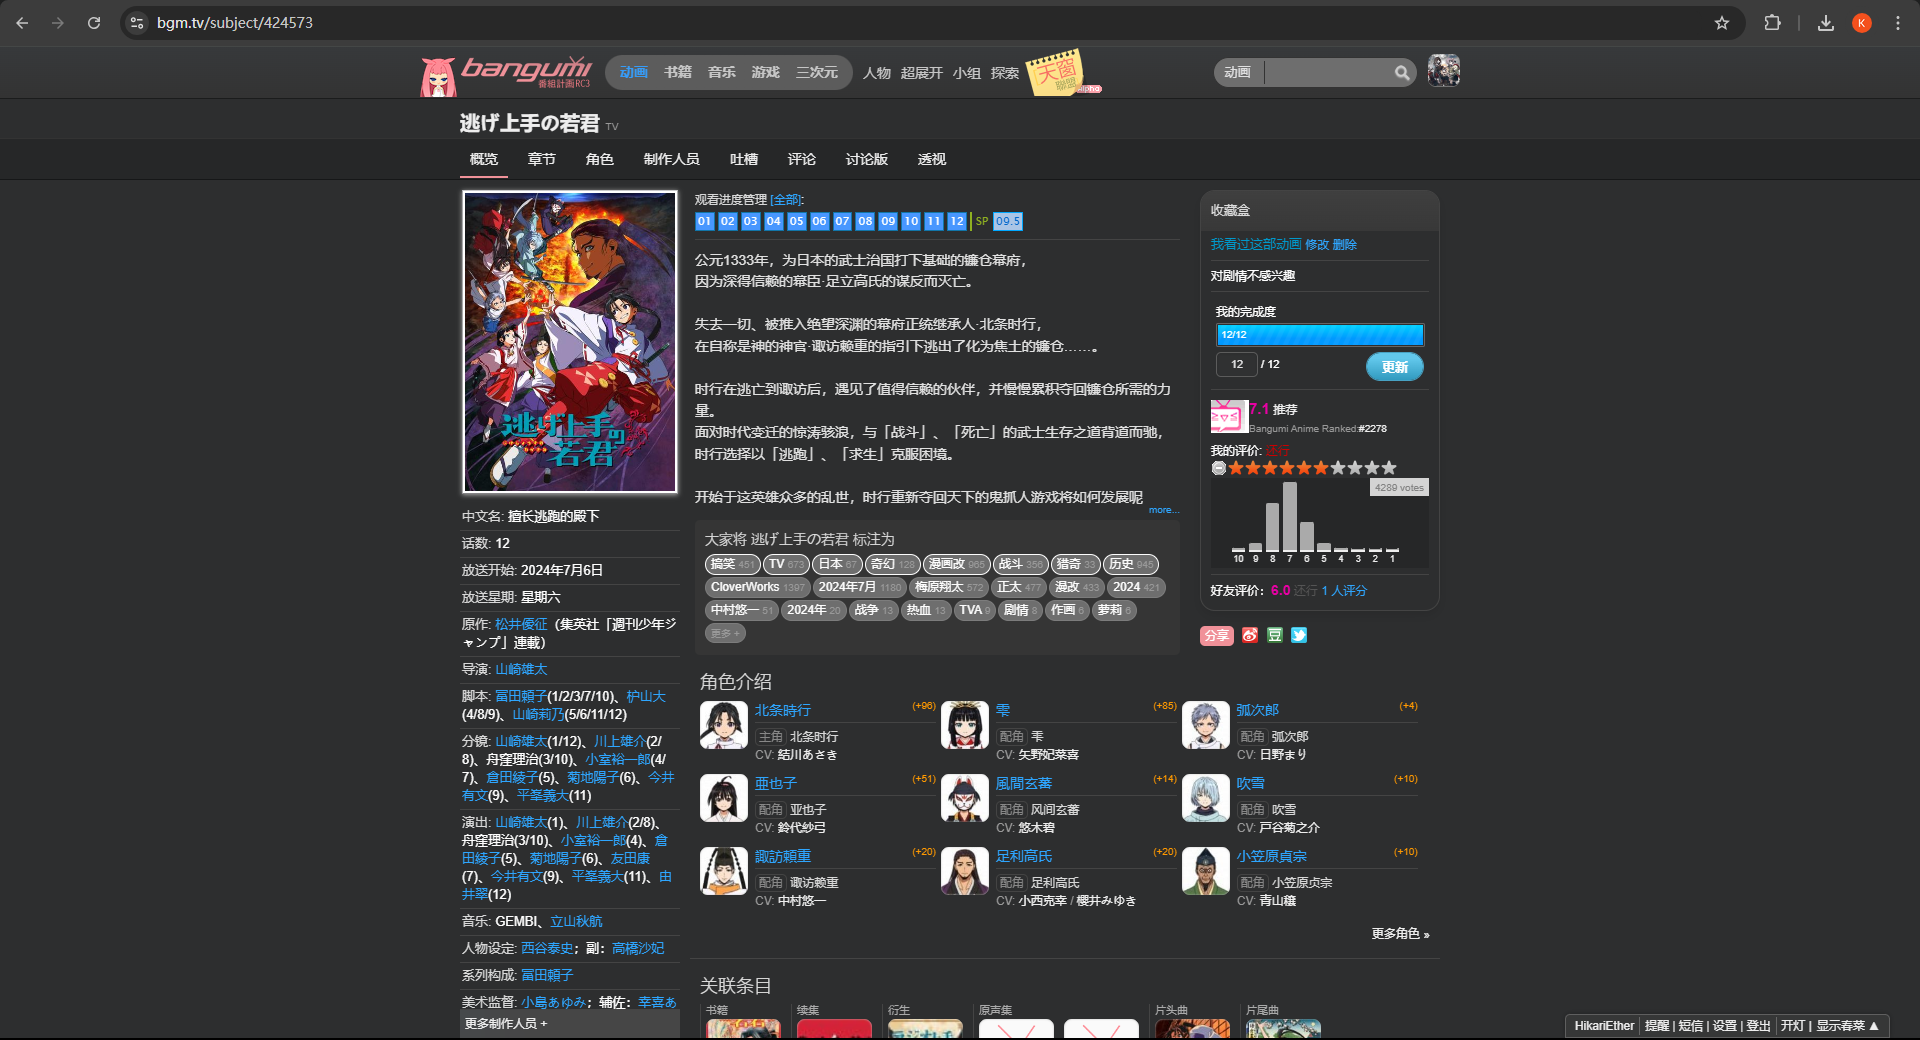 bgm.tv/subject/424573
K
bangumi
番組計画RC3
动画 书籍 音乐 游戏 三次元
人物 超展开 小组 探索
天窗
联盟
alpha
动画
逃げ上手の若君 TV
概览 章节 角色 制作人员 吐槽 评论 讨论版 透视
逃げ上手の
若君
中文名: 擅长逃跑的殿下
话数: 12
放送开始: 2024年7月6日
放送星期: 星期六
原作: 松井優征（集英社「週刊少年ジ
ャンプ」連載）
导演: 山﨑雄太
脚本: 冨田頼子(1/2/3/7/10)、栌山大
(4/8/9)、山崎莉乃(5/6/11/12)
分镜: 山﨑雄太(1/12)、川上雄介(2/
8)、舟窪理治(3/10)、小室裕一郎(4/
7)、倉田綾子(5)、菊地陽子(6)、今井
有文(9)、平峯義大(11)
演出: 山﨑雄太(1)、川上雄介(2/8)、
舟窪理治(3/10)、小室裕一郎(4)、倉
田綾子(5)、菊地陽子(6)、友田康
(7)、今井有文(9)、平峯義大(11)、由
井翠(12)
音乐: GEMBI、立山秋航
人物设定: 西谷泰史；副：高橋沙妃
系列构成: 冨田頼子
美术监督: 小島あゆみ；辅佐：幸喜あ
更多制作人员 +
观看进度管理 [全部]:
01 02 03 04 05 06 07 08 09 10 11 12 SP 09.5
公元1333年，为日本的武士治国打下基础的镰仓幕府，
因为深得信赖的幕臣·足立高氏的谋反而灭亡。
失去一切、被推入绝望深渊的幕府正统继承人·北条时行，
在自称是神的神官·诹访赖重的指引下逃出了化为焦土的镰仓……。
时行在逃亡到诹访后，遇见了值得信赖的伙伴，并慢慢累积夺回镰仓所需的力
量。
面对时代变迁的惊涛骇浪，与「战斗」、「死亡」的武士生存之道背道而驰，
时行选择以「逃跑」、「求生」克服困境。
开始于这英雄众多的乱世，时行重新夺回天下的鬼抓人游戏将如何发展呢
more...
大家将 逃げ上手の若君 标注为
搞笑 451 TV 673 日本 67 奇幻 128 漫画改 965 战斗 356 猎奇 33 历史 945
CloverWorks 1397 2024年7月 1180 梅原翔太 572 正太 477 漫改 433 2024 421
中村悠一 51 2024年 20 战争 13 热血 13 TVA 9 剧情 8 作画 6 萝莉 6
更多 +
角色介绍
北条時行 (+96)
主角 北条时行
CV: 結川あさき
雫 (+85)
配角 雫
CV: 矢野妃菜喜
弧次郎 (+4)
配角 弧次郎
CV: 日野まり
亜也子 (+51)
配角 亚也子
CV: 鈴代紗弓
風間玄蕃 (+14)
配角 风间玄蕃
CV: 悠木碧
吹雪 (+10)
配角 吹雪
CV: 戸谷菊之介
諏訪頼重 (+20)
配角 诹访赖重
CV: 中村悠一
足利高氏 (+20)
配角 足利高氏
CV: 小西克幸 / 櫻井みゆき
小笠原貞宗 (+10)
配角 小笠原贞宗
CV: 青山穣
更多角色 »
关联条目
书籍 续集 衍生 原声集 片头曲 片尾曲
收藏盒
我看过这部动画 修改 删除
对剧情不感兴趣
我的完成度
12/12
12 / 12 更新
7.1 推荐
Bangumi Anime Ranked:#2278
我的评价: 还行
4289 votes
10 9 8 7 6 5 4 3 2 1
好友评价： 6.0 还行 1 人评分
分享 豆
HikariEther 提醒 | 短信 | 设置 | 登出 开灯 | 显示春菜 ▲